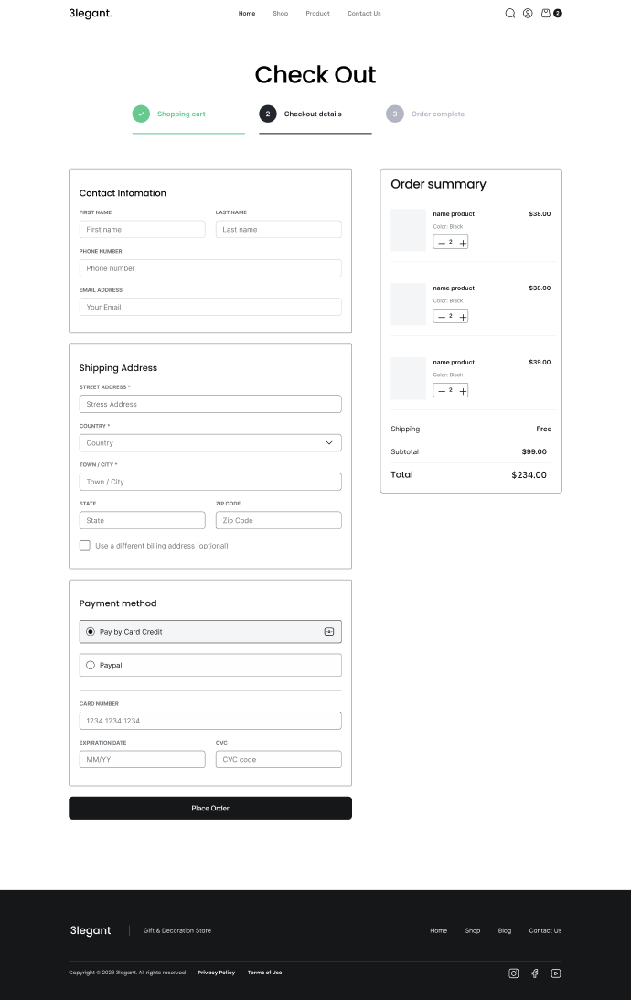 3legant.
Home Shop Product Contact Us
2
Check Out
Shopping cart
2 Checkout details
3 Order complete
Contact Infomation
FIRST NAME LAST NAME
First name Last name
PHONE NUMBER
Phone number
EMAIL ADDRESS
Your Email
Shipping Address
STREET ADDRESS *
Stress Address
COUNTRY *
Country
TOWN / CITY *
Town / City
STATE ZIP CODE
State Zip Code
Use a different billing address (optional)
Payment method
Pay by Card Credit
Paypal
CARD NUMBER
1234 1234 1234
EXPIRATION DATE CVC
MM/YY CVC code
Place Order
Order summary
name product $38.00
Color: Black
— 2 +
name product $38.00
Color: Black
— 2 +
name product $39.00
Color: Black
— 2 +
Shipping Free
Subtotal $99.00
Total $234.00
3legant Gift & Decoration Store
Home Shop Blog Contact Us
Copyright © 2023 3legant. All rights reserved Privacy Policy Terms of Use